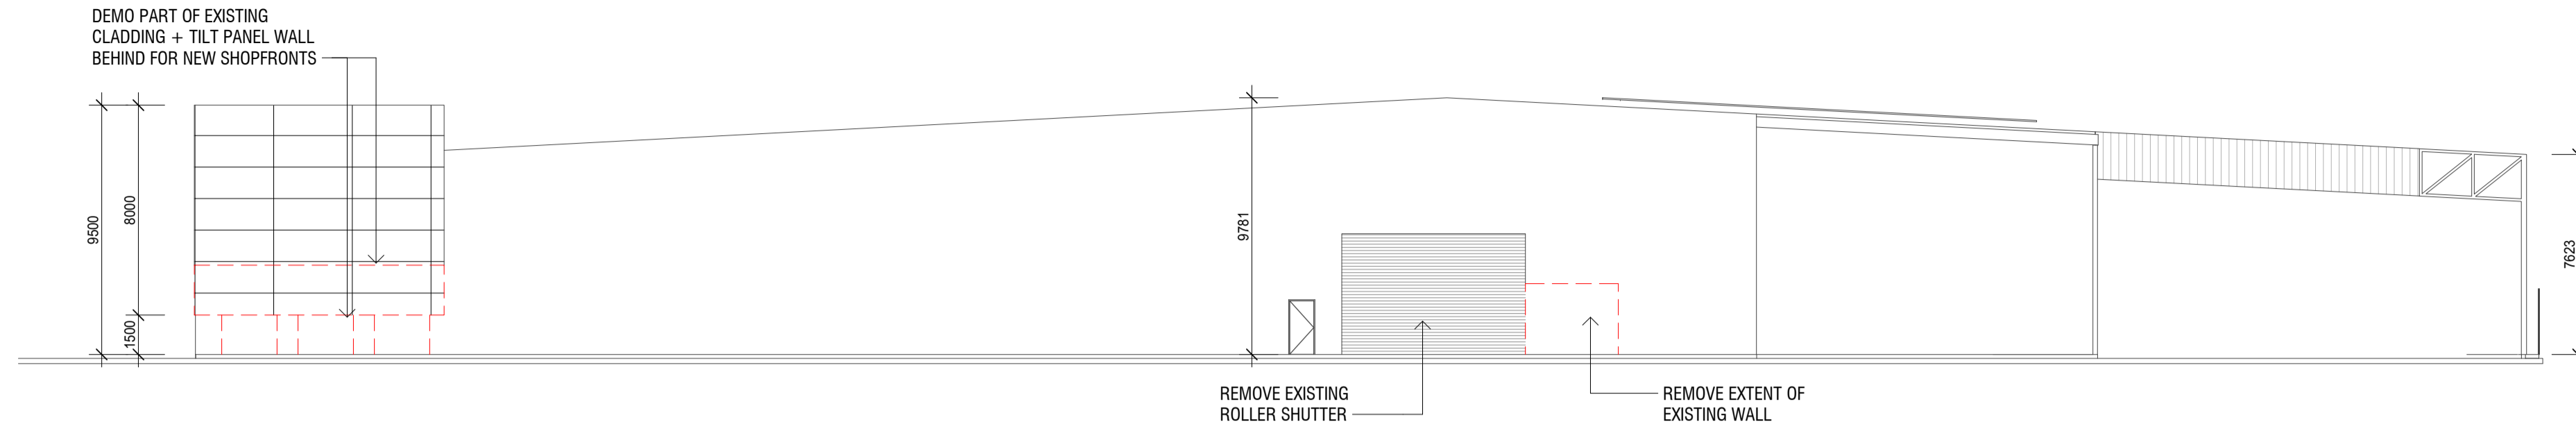 DEMO PART OF EXISTING
CLADDING + TILT PANEL WALL
BEHIND FOR NEW SHOPFRONTS
9500
8000
1500
9781
7623
REMOVE EXISTING
ROLLER SHUTTER
REMOVE EXTENT OF
EXISTING WALL